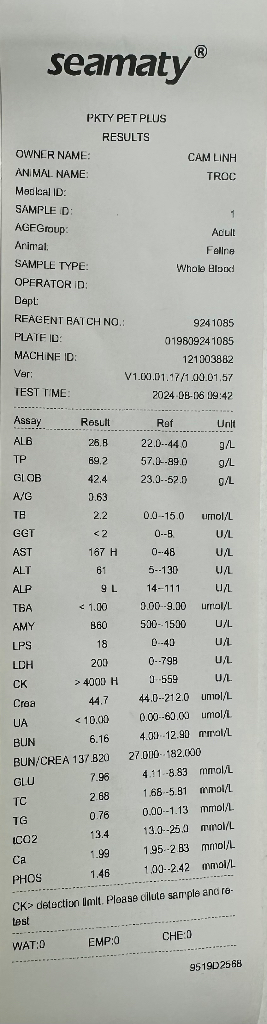 seamaty®
PKTY PET PLUS
RESULTS
OWNER NAME: CAM LINH
ANIMAL NAME: TROC
Medical ID:
SAMPLE ID: 1
AGEGroup: Adult
Animal: Feline
SAMPLE TYPE: Whole Blood
OPERATOR ID:
Dept:
REAGENT BATCH NO.: 9241085
PLATE ID: 019609241085
MACHINE ID: 121003882
Ver: V1.00.01.17/1.00.01.57
TEST TIME: 2024-08-06 09:42
Assay Result Ref Unit
ALB 26.8 22.0--44.0 g/L
TP 69.2 57.0--89.0 g/L
GLOB 42.4 23.0--52.0 g/L
A/G 0.63
TB 2.2 0.0--15.0 umol/L
GGT < 2 0--8 U/L
AST 167 H 0--48 U/L
ALT 61 5--130 U/L
ALP 9 L 14--111 U/L
TBA < 1.00 0.00--9.00 umol/L
AMY 860 500--1500 U/L
LPS 18 0--40 U/L
LDH 200 0--798 U/L
CK > 4000 H 0--559 U/L
Crea 44.7 44.0--212.0 umol/L
UA < 10.00 0.00--60.00 umol/L
BUN 6.16 4.00--12.90 mmol/L
BUN/CREA 137.820 27.000--182.000
GLU 7.96 4.11--8.83 mmol/L
TC 2.68 1.68--5.81 mmol/L
TG 0.76 0.00--1.13 mmol/L
tCO2 13.4 13.0--25.0 mmol/L
Ca 1.99 1.95--2.83 mmol/L
PHOS 1.46 1.00--2.42 mmol/L
CK> detection limit. Please dilute sample and re-
test
WAT:0 EMP:0 CHE:0
9519D2568